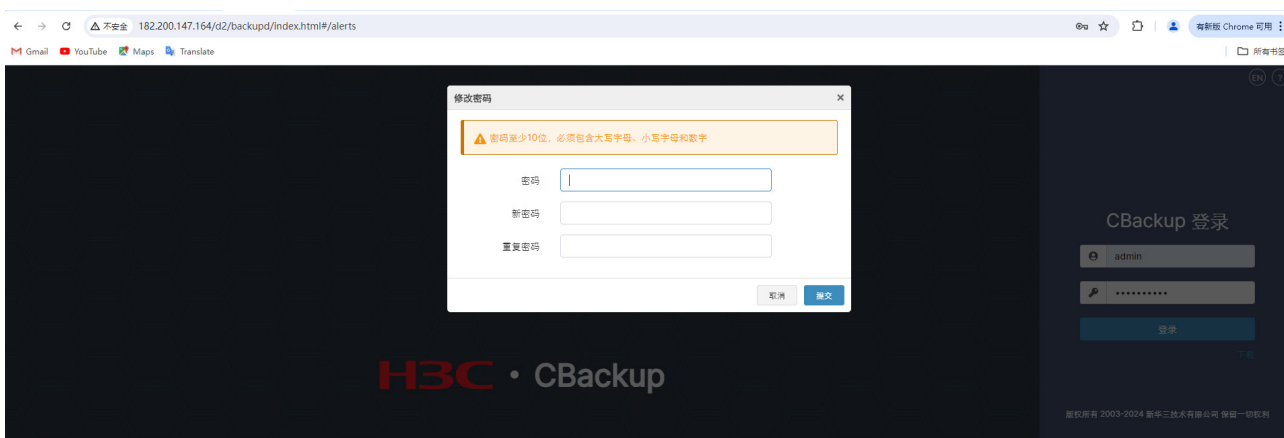 不安全 182.200.147.164/d2/backupd/index.html#/alerts 有新版 Chrome 可用
Gmail YouTube Maps Translate 所有书签
EN ?
修改密码 ×
密码至少10位，必须包含大写字母、小写字母和数字
密码
新密码
重复密码
取消 提交
CBackup 登录
admin
••••••••••
登录
下载
H3C · CBackup
版权所有 2003-2024 新华三技术有限公司 保留一切权利